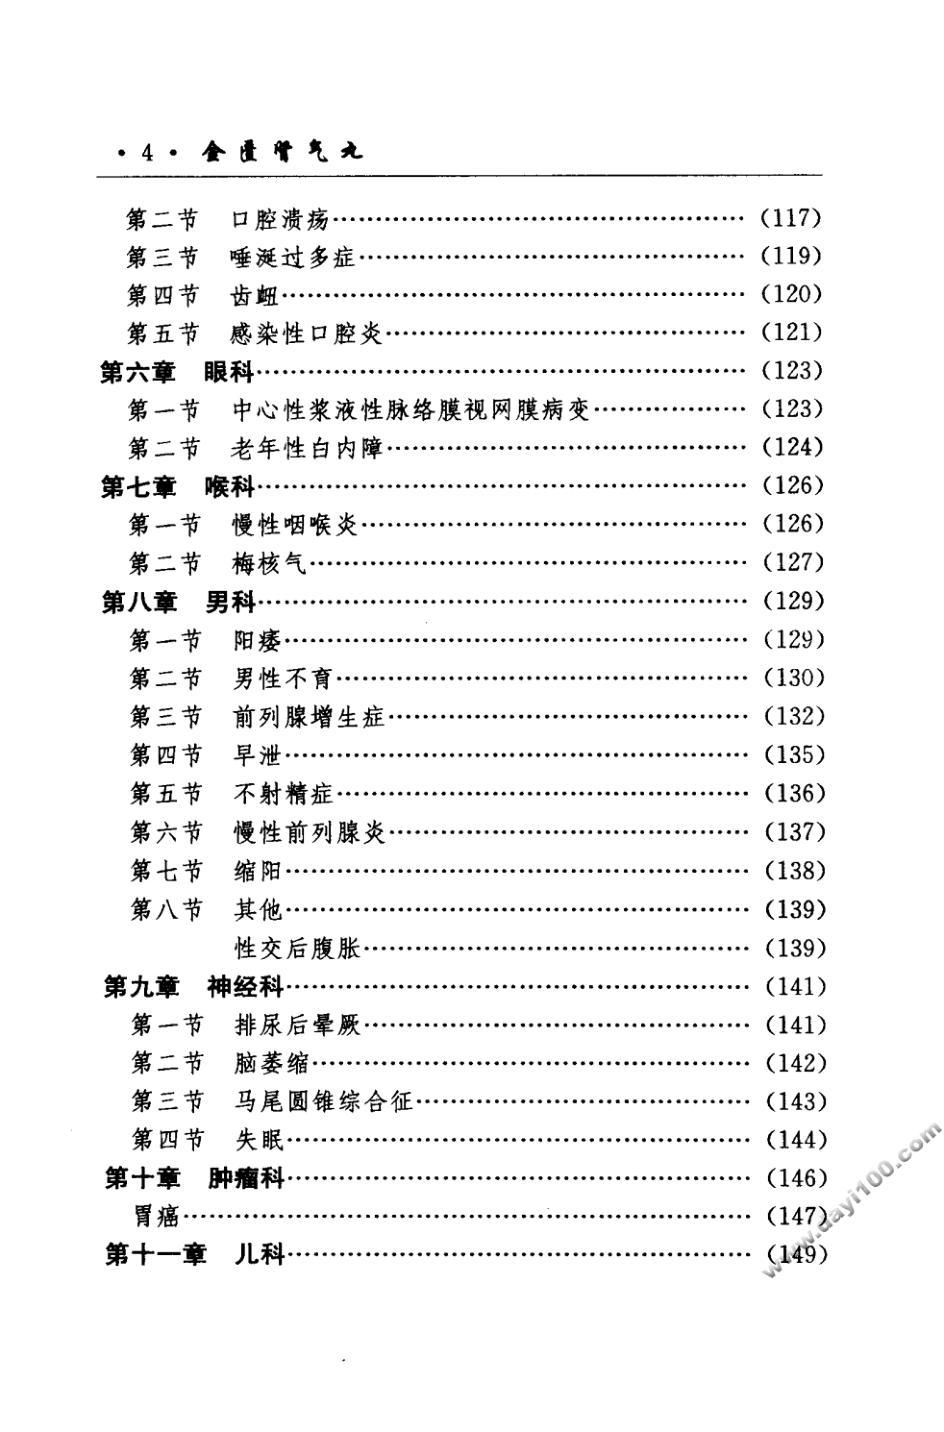 ·4· 金匮肾气丸
第二节 口腔溃疡……………………………………………(117)
第三节 唾涎过多症…………………………………………(119)
第四节 齿衄…………………………………………………(120)
第五节 感染性口腔炎………………………………………(121)
第六章 眼科……………………………………………………(123)
第一节 中心性浆液性脉络膜视网膜病变………………(123)
第二节 老年性白内障………………………………………(124)
第七章 喉科……………………………………………………(126)
第一节 慢性咽喉炎…………………………………………(126)
第二节 梅核气………………………………………………(127)
第八章 男科……………………………………………………(129)
第一节 阳痿…………………………………………………(129)
第二节 男性不育……………………………………………(130)
第三节 前列腺增生症………………………………………(132)
第四节 早泄…………………………………………………(135)
第五节 不射精症……………………………………………(136)
第六节 慢性前列腺炎………………………………………(137)
第七节 缩阳…………………………………………………(138)
第八节 其他…………………………………………………(139)
性交后腹胀…………………………………………(139)
第九章 神经科…………………………………………………(141)
第一节 排尿后晕厥…………………………………………(141)
第二节 脑萎缩………………………………………………(142)
第三节 马尾圆锥综合征……………………………………(143)
第四节 失眠…………………………………………………(144)
第十章 肿瘤科…………………………………………………(146)
胃癌……………………………………………………………(147)
第十一章 儿科…………………………………………………(149)
www.dayi100.com